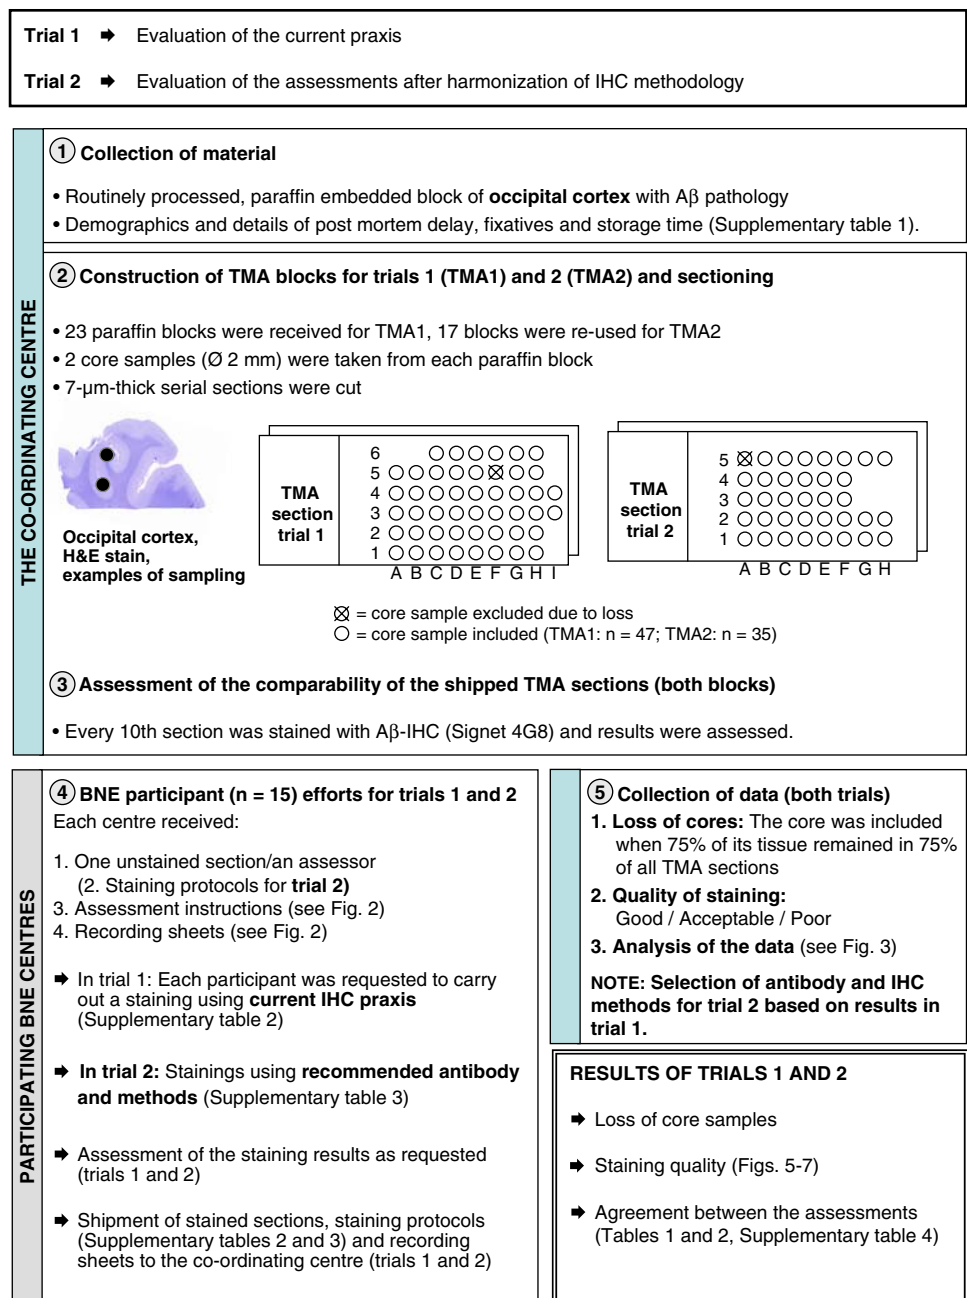 Trial 1 ➡ Evaluation of the current praxis
Trial 2 ➡ Evaluation of the assessments after harmonization of IHC methodology
THE CO-ORDINATING CENTRE
1 Collection of material
• Routinely processed, paraffin embedded block of occipital cortex with Aβ pathology
• Demographics and details of post mortem delay, fixatives and storage time (Supplementary table 1).
2 Construction of TMA blocks for trials 1 (TMA1) and 2 (TMA2) and sectioning
• 23 paraffin blocks were received for TMA1, 17 blocks were re-used for TMA2
• 2 core samples (Ø 2 mm) were taken from each paraffin block
• 7-μm-thick serial sections were cut
Occipital cortex,
H&E stain,
examples of sampling
TMA
section
trial 1
6
5
4
3
2
1
A B C D E F G H I
TMA
section
trial 2
5
4
3
2
1
A B C D E F G H
⊗ = core sample excluded due to loss
○ = core sample included (TMA1: n = 47; TMA2: n = 35)
3 Assessment of the comparability of the shipped TMA sections (both blocks)
• Every 10th section was stained with Aβ-IHC (Signet 4G8) and results were assessed.
PARTICIPATING BNE CENTRES
4 BNE participant (n = 15) efforts for trials 1 and 2
Each centre received:
1. One unstained section/an assessor
(2. Staining protocols for trial 2)
3. Assessment instructions (see Fig. 2)
4. Recording sheets (see Fig. 2)
➡ In trial 1: Each participant was requested to carry
out a staining using current IHC praxis
(Supplementary table 2)
➡ In trial 2: Stainings using recommended antibody
and methods (Supplementary table 3)
➡ Assessment of the staining results as requested
(trials 1 and 2)
➡ Shipment of stained sections, staining protocols
(Supplementary tables 2 and 3) and recording
sheets to the co-ordinating centre (trials 1 and 2)
5 Collection of data (both trials)
1. Loss of cores: The core was included
when 75% of its tissue remained in 75%
of all TMA sections
2. Quality of staining:
Good / Acceptable / Poor
3. Analysis of the data (see Fig. 3)
NOTE: Selection of antibody and IHC
methods for trial 2 based on results in
trial 1.
RESULTS OF TRIALS 1 AND 2
➡ Loss of core samples
➡ Staining quality (Figs. 5-7)
➡ Agreement between the assessments
(Tables 1 and 2, Supplementary table 4)